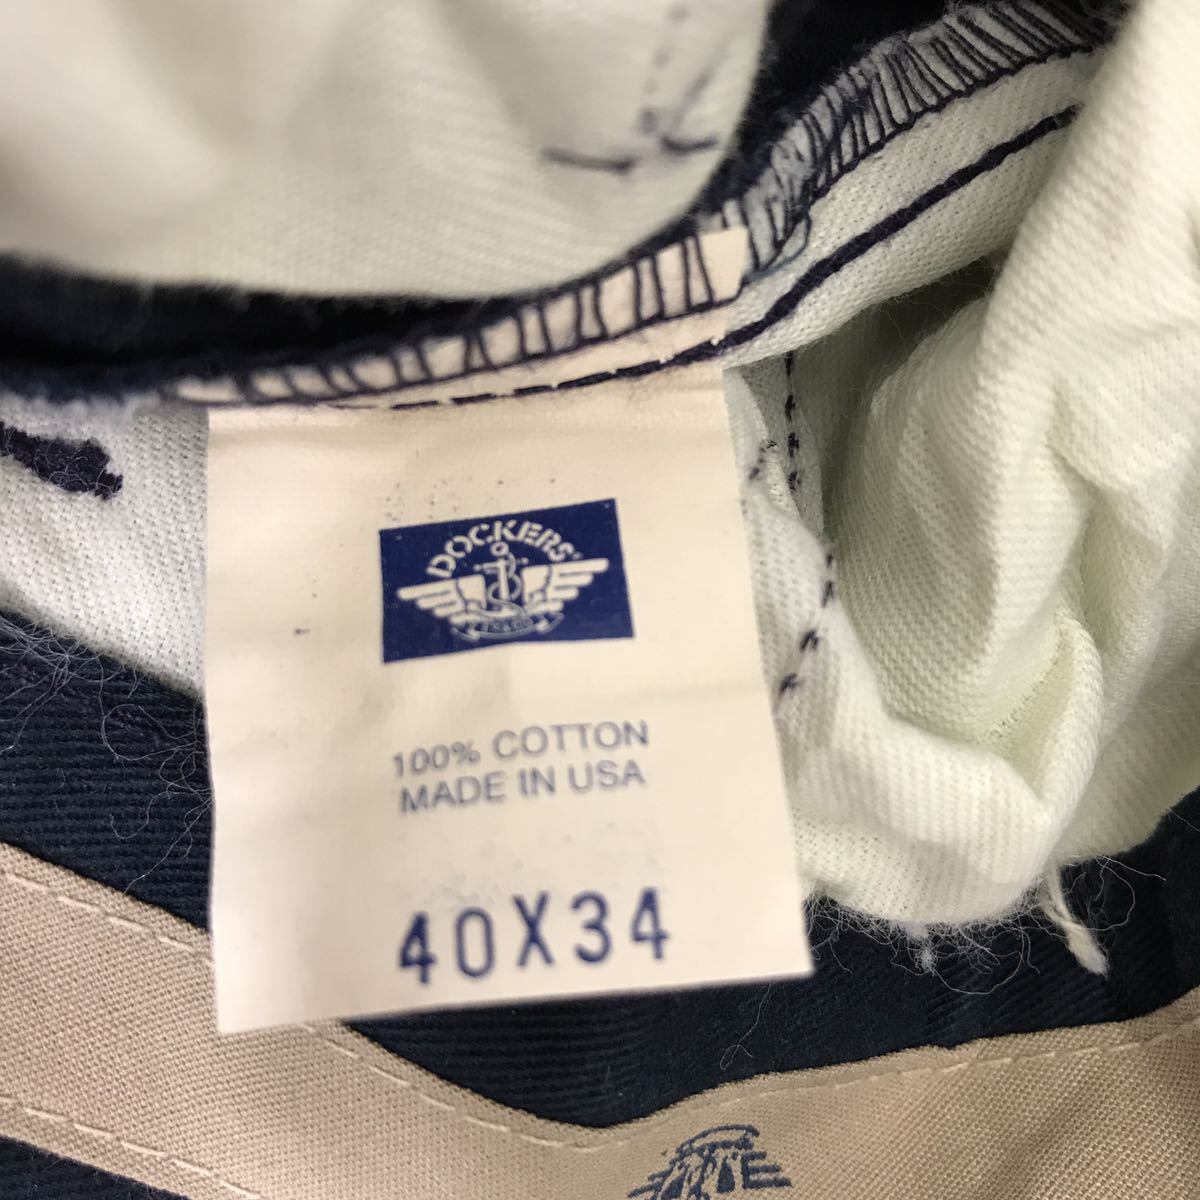 DOCKERS
100% COTTON
MADE IN USA
40X34